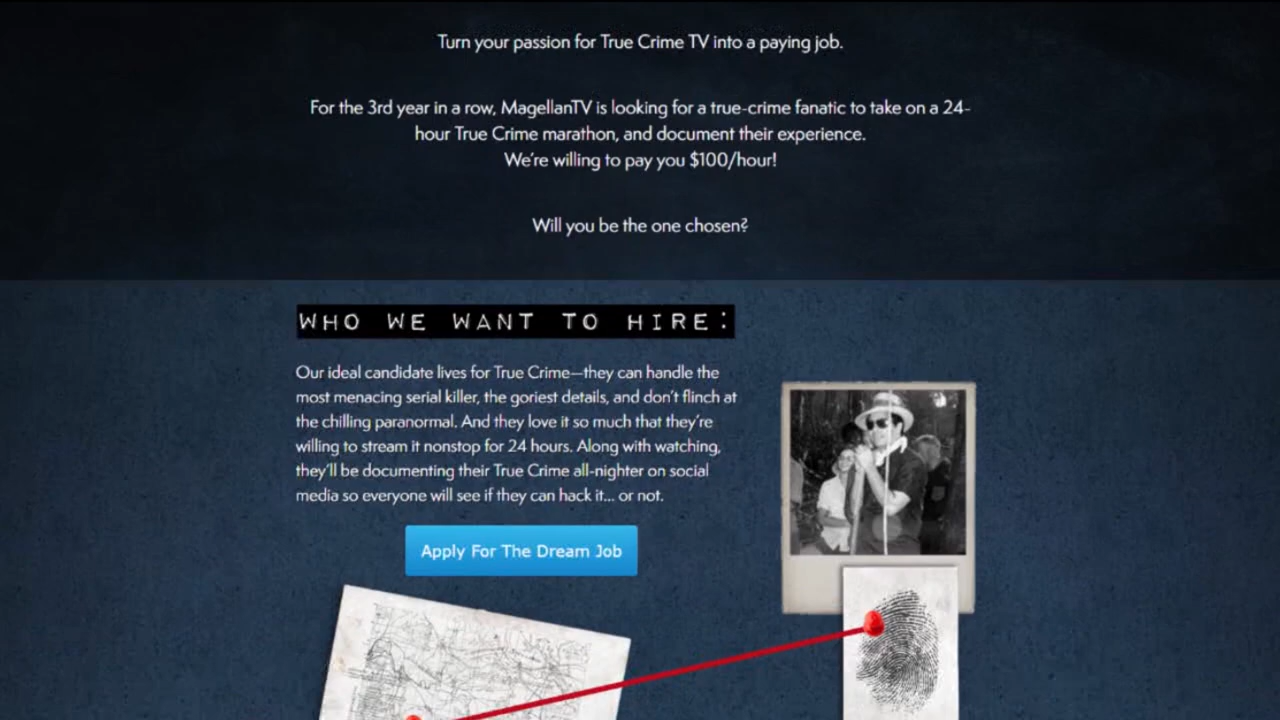 Turn your passion for True Crime TV into a paying job.
For the 3rd year in a row, MagellanTV is looking for a true-crime fanatic to take on a 24-
hour True Crime marathon, and document their experience.
We're willing to pay you $100/hour!
Will you be the one chosen?
WHO WE WANT TO HIRE:
Our ideal candidate lives for True Crime—they can handle the
most menacing serial killer, the goriest details, and don't flinch at
the chilling paranormal. And they love it so much that they're
willing to stream it nonstop for 24 hours. Along with watching,
they'll be documenting their True Crime all-nighter on social
media so everyone will see if they can hack it... or not.
Apply For The Dream Job